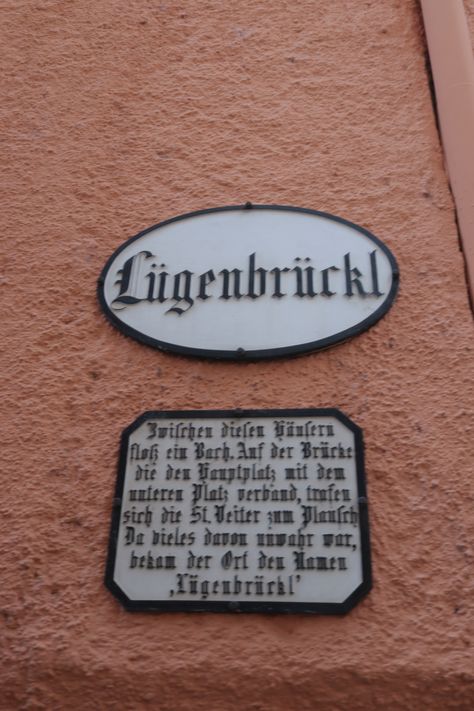 Lügenbrückl
Zwischen diesen Häusern
floß ein Bach. Auf der Brücke
die den Hauptplatz mit dem
unteren Platz verband, trafen
sich die St. Veiter zum Plausch
Da vieles davon unwahr war,
bekam der Ort den Namen
‚Lügenbrückl'